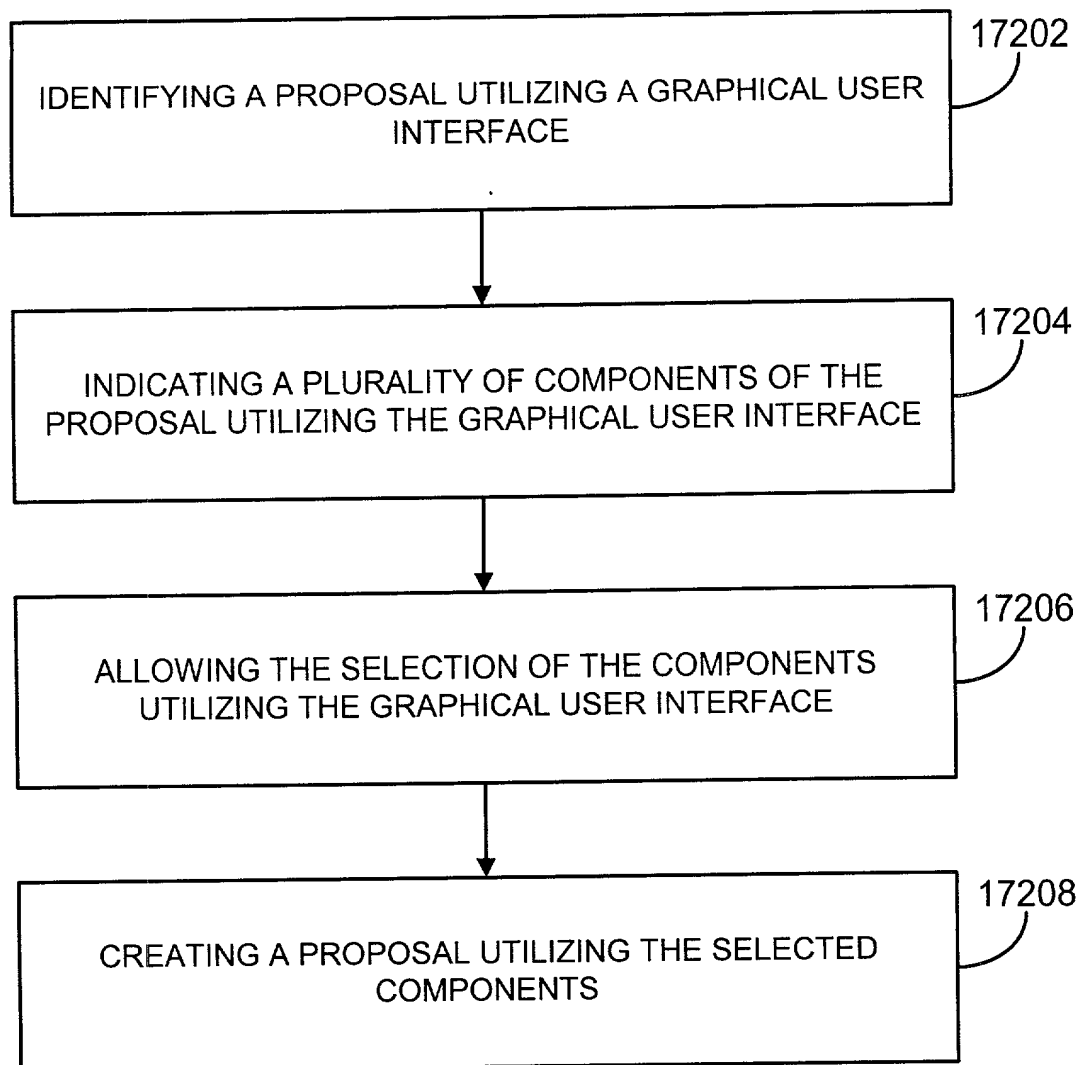 17202
IDENTIFYING A PROPOSAL UTILIZING A GRAPHICAL USER
INTERFACE
17204
INDICATING A PLURALITY OF COMPONENTS OF THE
PROPOSAL UTILIZING THE GRAPHICAL USER INTERFACE
17206
ALLOWING THE SELECTION OF THE COMPONENTS
UTILIZING THE GRAPHICAL USER INTERFACE
17208
CREATING A PROPOSAL UTILIZING THE SELECTED
COMPONENTS